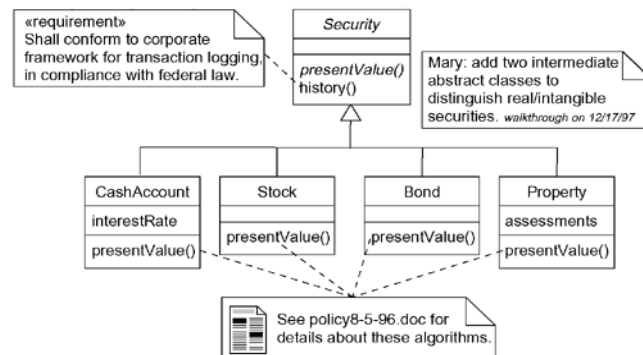 «requirement»
Shall conform to corporate
framework for transaction logging,
in compliance with federal law.
Security
presentValue()
history()
Mary: add two intermediate
abstract classes to
distinguish real/intangible
securities. walkthrough on 12/17/97
CashAccount
interestRate
presentValue()
Stock
presentValue()
Bond
presentValue()
Property
assessments
presentValue()
See policy8-5-96.doc for
details about these algorithms.